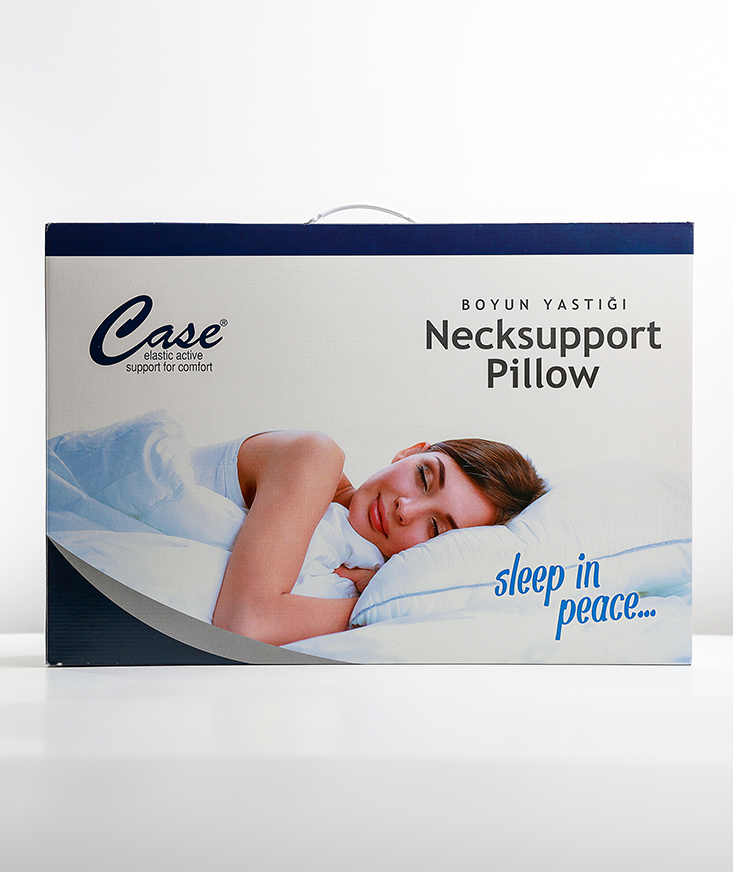 Case®
elastic active
support for comfort
BOYUN YASTIĞI
Necksupport
Pillow
sleep in
peace...